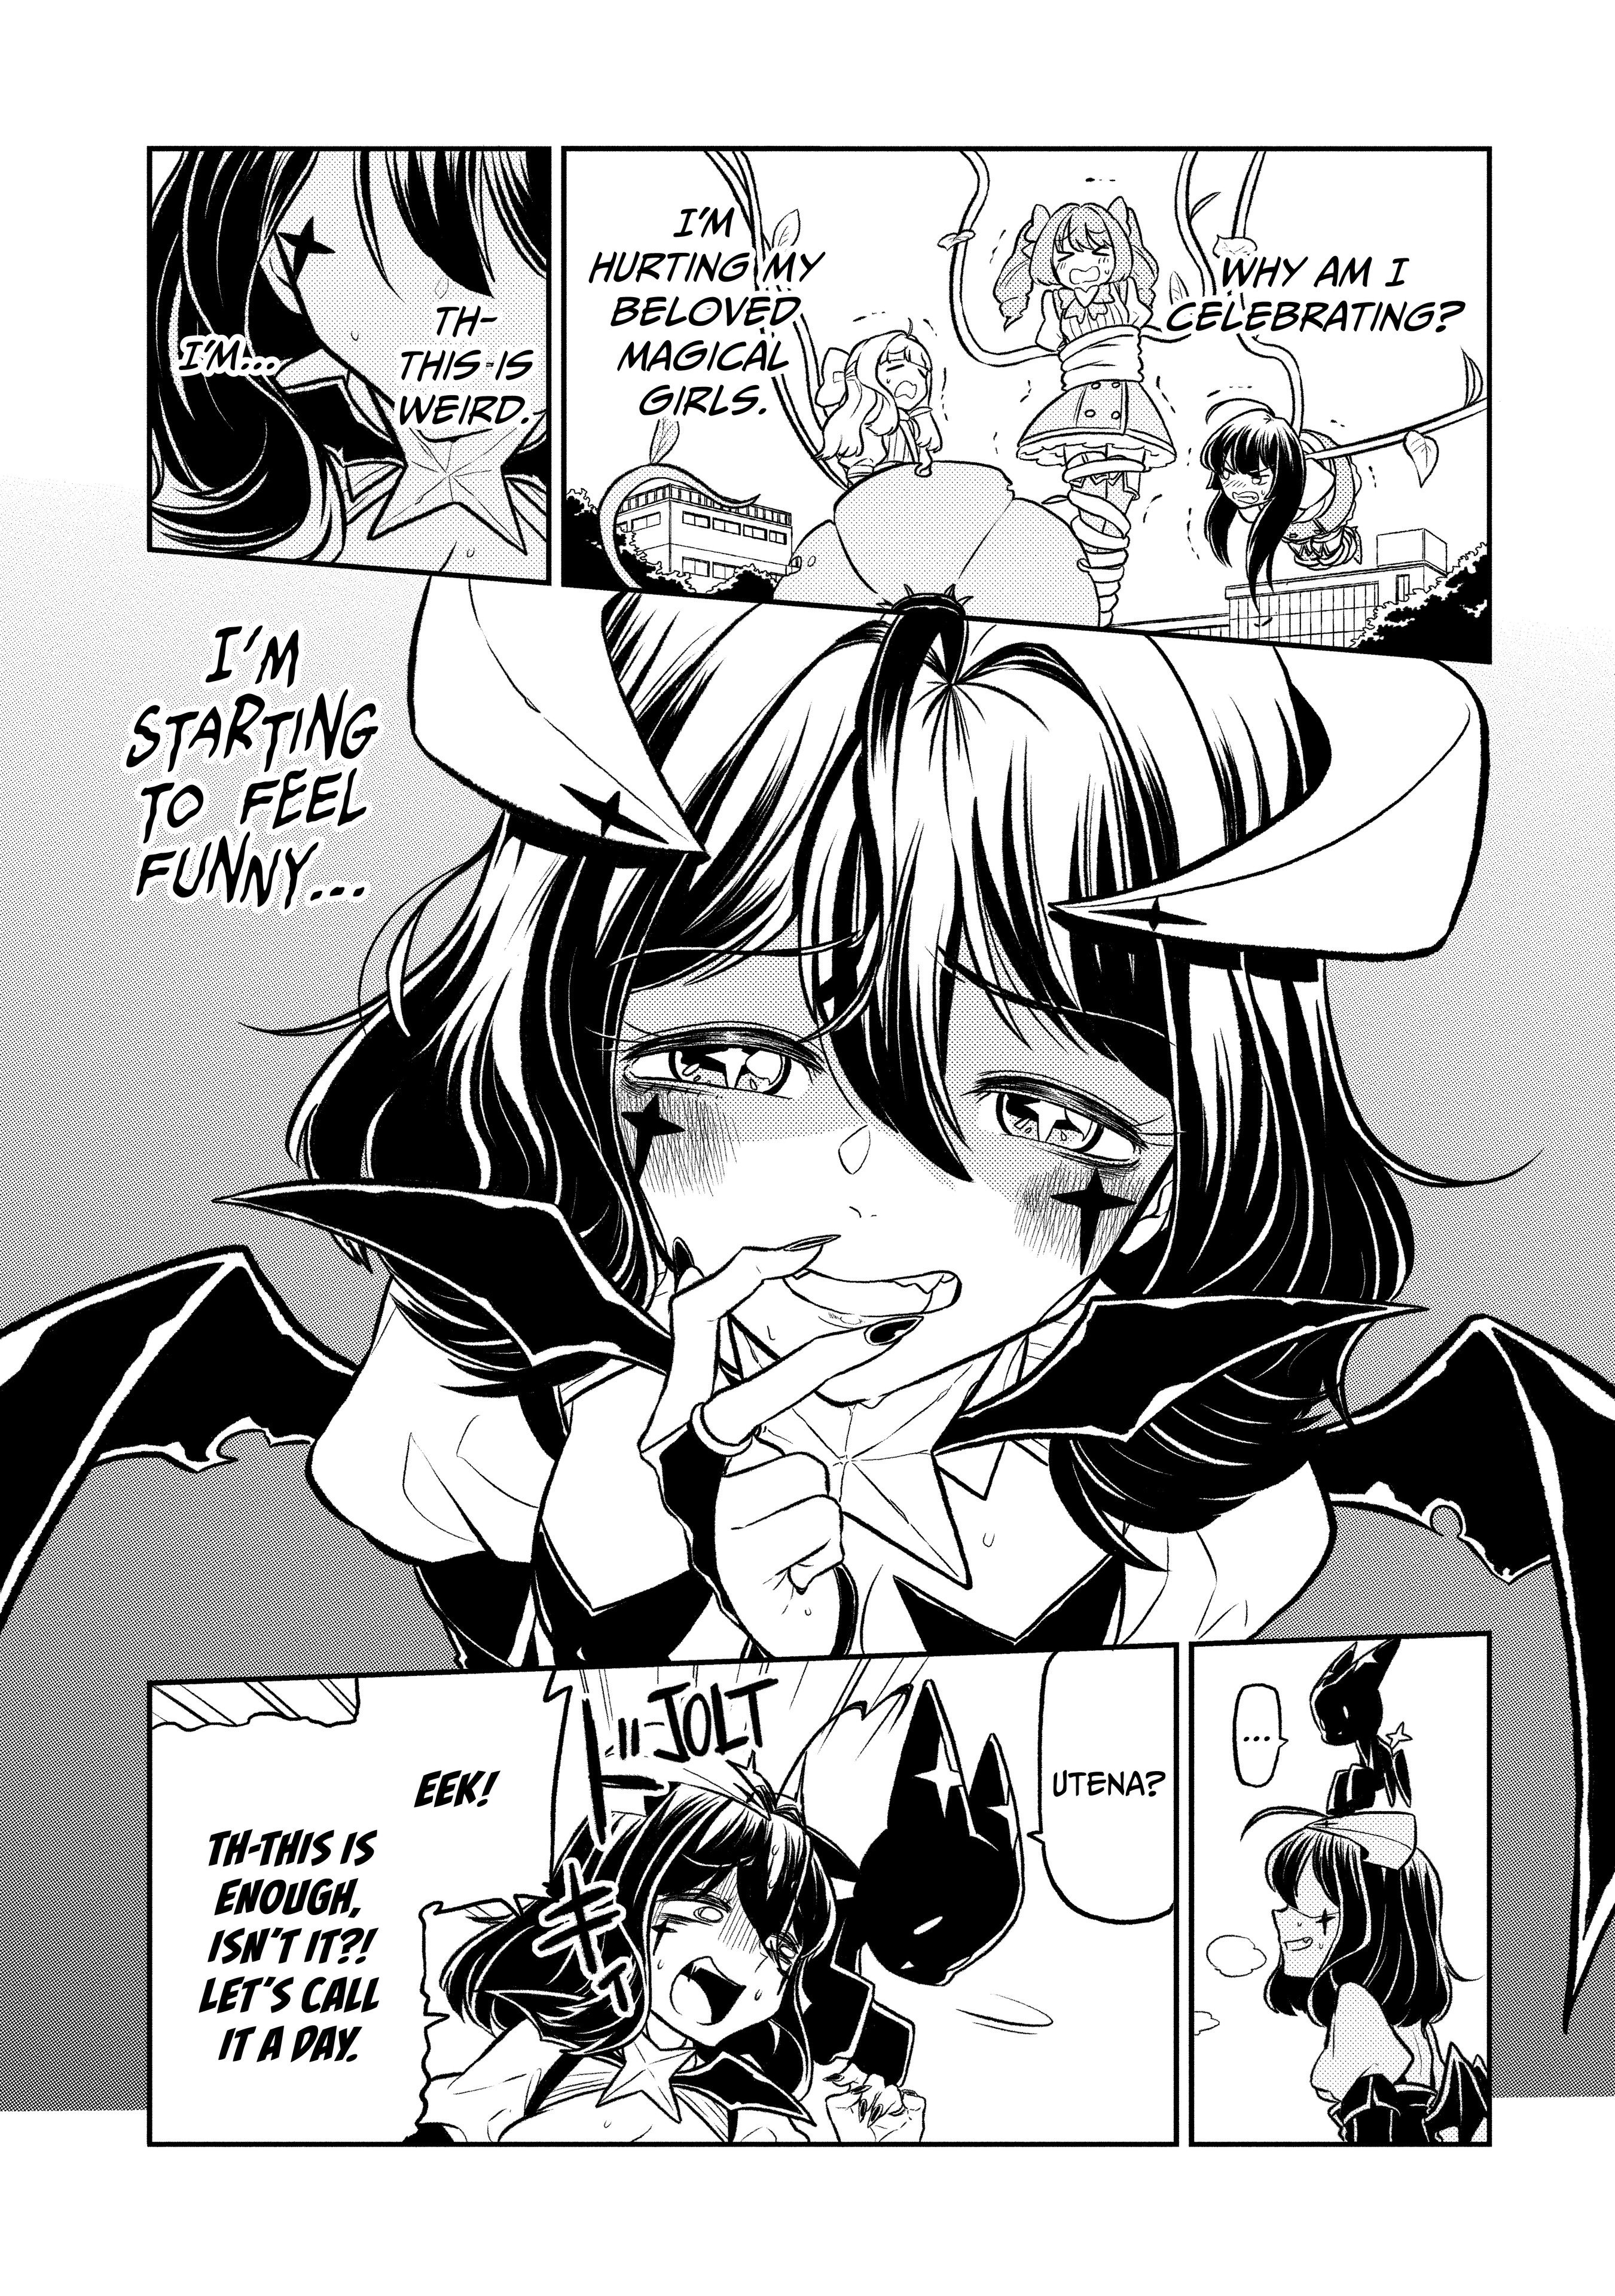 WHY AM I
CELEBRATING?
I'M
HURTING MY
BELOVED
MAGICAL
GIRLS.
TH-
THIS IS
WEIRD.
I'M...
I'M
STARTING
TO FEEL
FUNNY...
...
UTENA?
JOLT
EEK!
TH-THIS IS
ENOUGH,
ISN'T IT?!
LET'S CALL
IT A DAY.